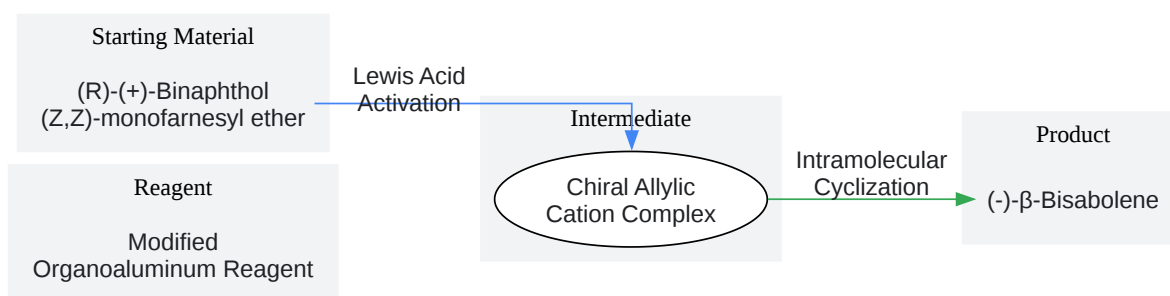 Starting Material
(R)-(+)-Binaphthol
(Z,Z)-monofarnesyl ether
Reagent
Modified
Organoaluminum Reagent
Lewis Acid
Activation
Intermediate
Chiral Allylic
Cation Complex
Intramolecular
Cyclization
Product
(-)-β-Bisabolene